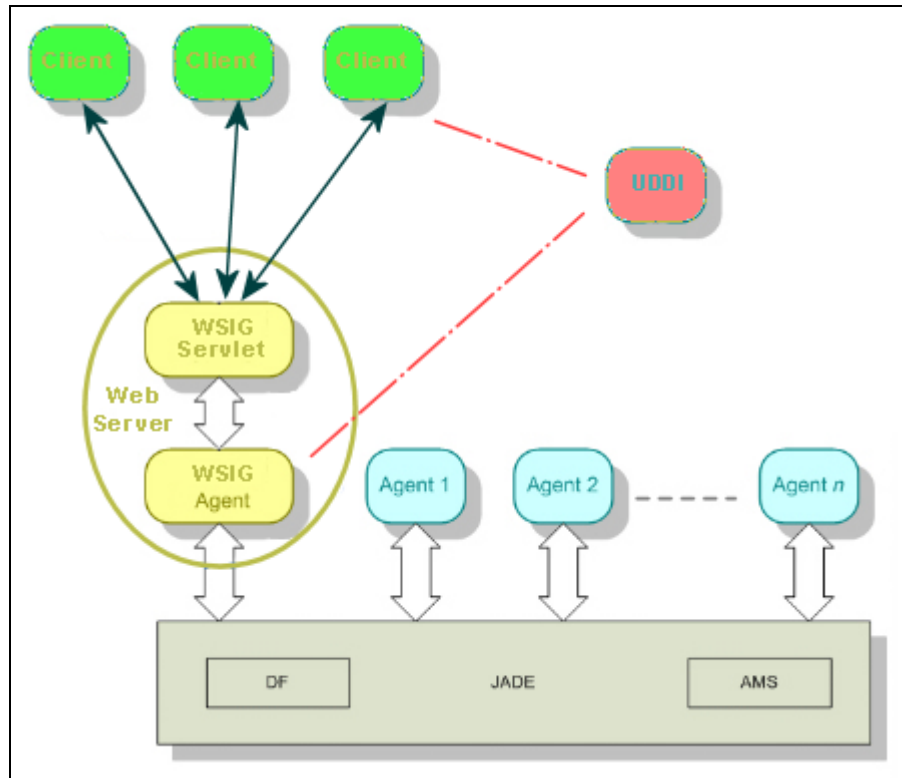 Client
Client
Client
UDDI
WSIG
Servlet
Web
Server
WSIG
Agent
Agent 1
Agent 2
Agent n
DF
JADE
AMS